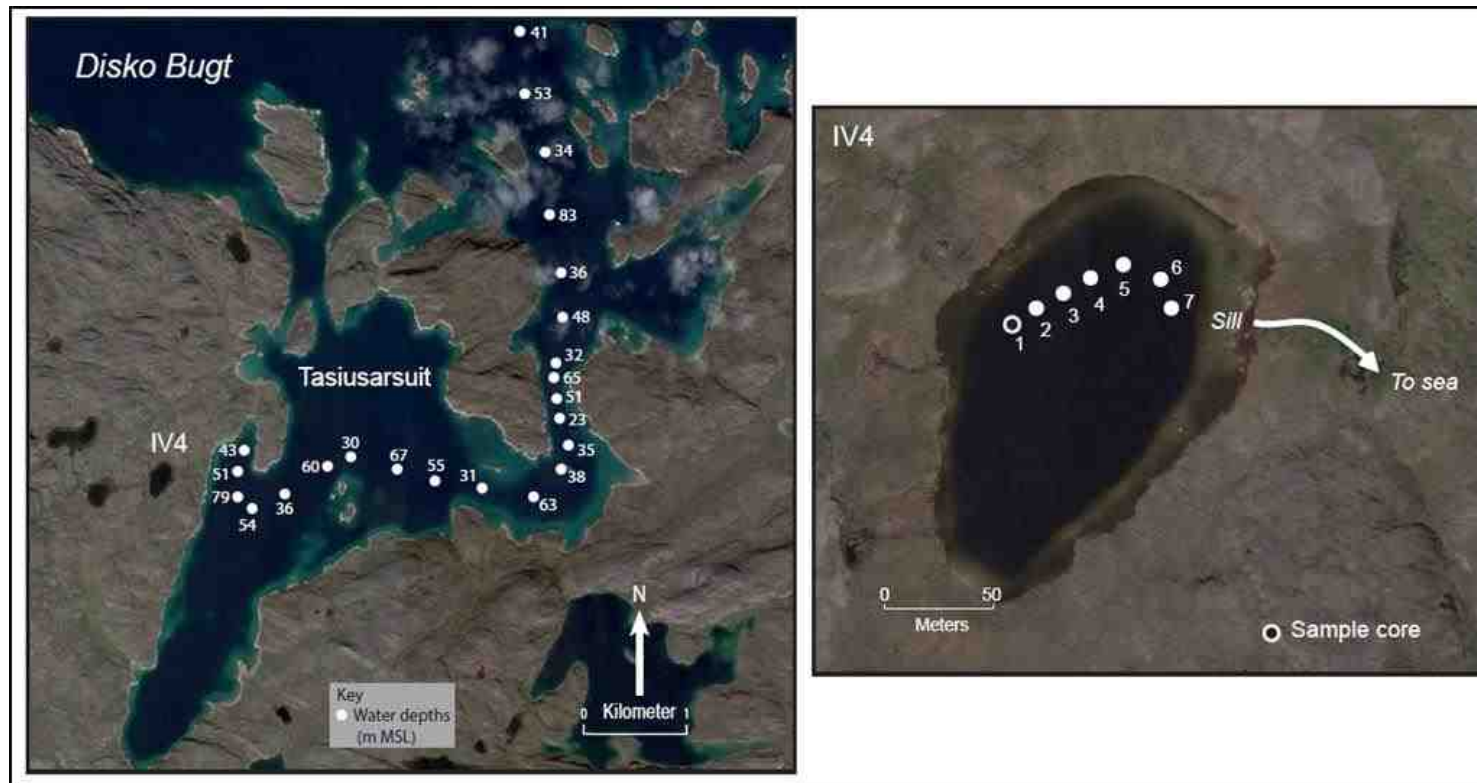 Disko Bugt
41
53
34
83
36
48
32
65
51
23
35
38
63
31
55
67
30
60
36
54
79
51
43
Tasiusarsuit
IV4
Key
Water depths
(m MSL)
N
0 Kilometer 1
IV4
1
2
3
4
5
6
7
Sill
To sea
0 50
Meters
Sample core